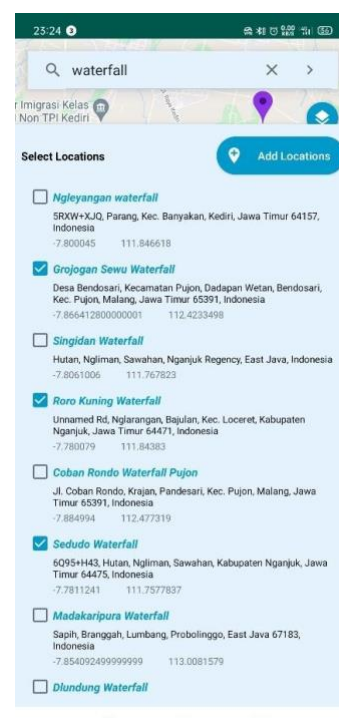 23:24
0.00
KB/S
waterfall
r Imigrasi Kelas
Non TPI Kediri
Select Locations
Add Locations
Ngleyangan waterfall
5RXW+XJQ, Parang, Kec. Banyakan, Kediri, Jawa Timur 64157,
Indonesia
-7.800045 111.846618
Grojogan Sewu Waterfall
Desa Bendosari, Kecamatan Pujon, Dadapan Wetan, Bendosari,
Kec. Pujon, Malang, Jawa Timur 65391, Indonesia
-7.866412800000001 112.4233498
Singidan Waterfall
Hutan, Ngliman, Sawahan, Nganjuk Regency, East Java, Indonesia
-7.8061006 111.767823
Roro Kuning Waterfall
Unnamed Rd, Nglarangan, Bajulan, Kec. Loceret, Kabupaten
Nganjuk, Jawa Timur 64471, Indonesia
-7.780079 111.84383
Coban Rondo Waterfall Pujon
Jl. Coban Rondo, Krajan, Pandesari, Kec. Pujon, Malang, Jawa
Timur 65391, Indonesia
-7.884994 112.477319
Sedudo Waterfall
6Q95+H43, Hutan, Ngliman, Sawahan, Kabupaten Nganjuk, Jawa
Timur 64475, Indonesia
-7.7811241 111.7577837
Madakaripura Waterfall
Sapih, Branggah, Lumbang, Probolinggo, East Java 67183,
Indonesia
-7.854092499999999 113.0081579
Dlundung Waterfall